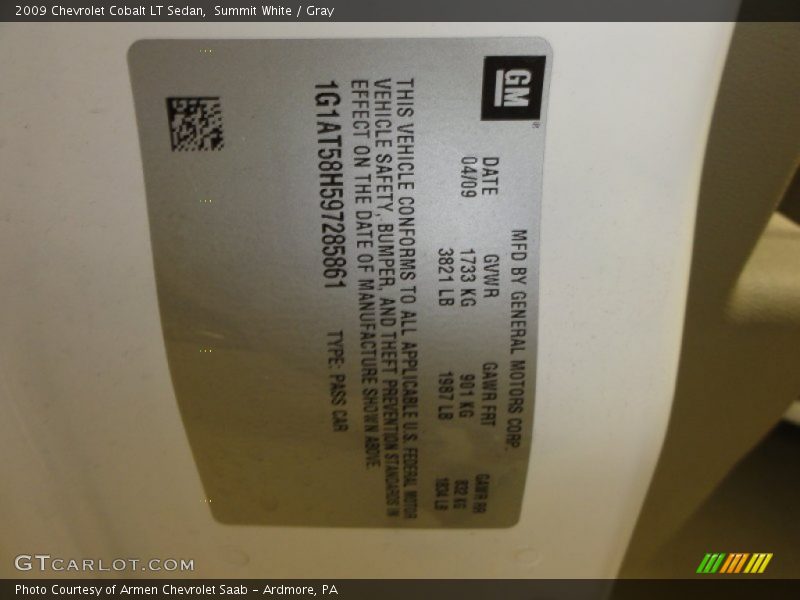 2009 Chevrolet Cobalt LT Sedan,  Summit White / Gray
GM
MFD BY GENERAL MOTORS CORP.
DATE GVWR GAWR FRT GAWR RR
04/09 1733 KG 901 KG 832 KG
3821 LB 1987 LB 1834 LB
THIS VEHICLE CONFORMS TO ALL APPLICABLE U.S. FEDERAL MOTOR
VEHICLE SAFETY, BUMPER, AND THEFT PREVENTION STANDARDS IN
EFFECT ON THE DATE OF MANUFACTURE SHOWN ABOVE.
1G1AT58H597285861 TYPE: PASS CAR
GTCARLOT.COM
Photo Courtesy of Armen Chevrolet Saab - Ardmore, PA